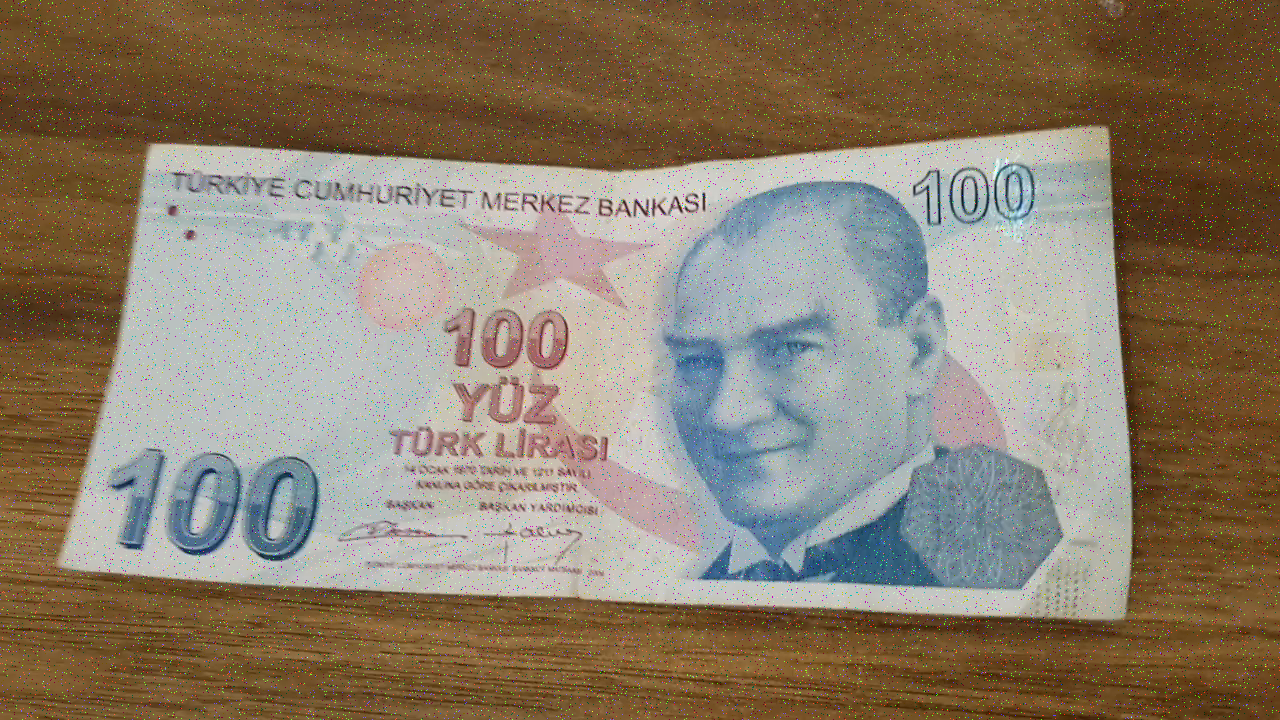 TÜRKİYE CUMHURİYET MERKEZ BANKASI
100
100
YÜZ
TÜRK LİRASI
14 OCAK 1970 TARİH VE 1211 SAYILI
KANUNA GÖRE ÇIKARILMIŞTIR
BAŞKAN BAŞKAN YARDIMCISI
100